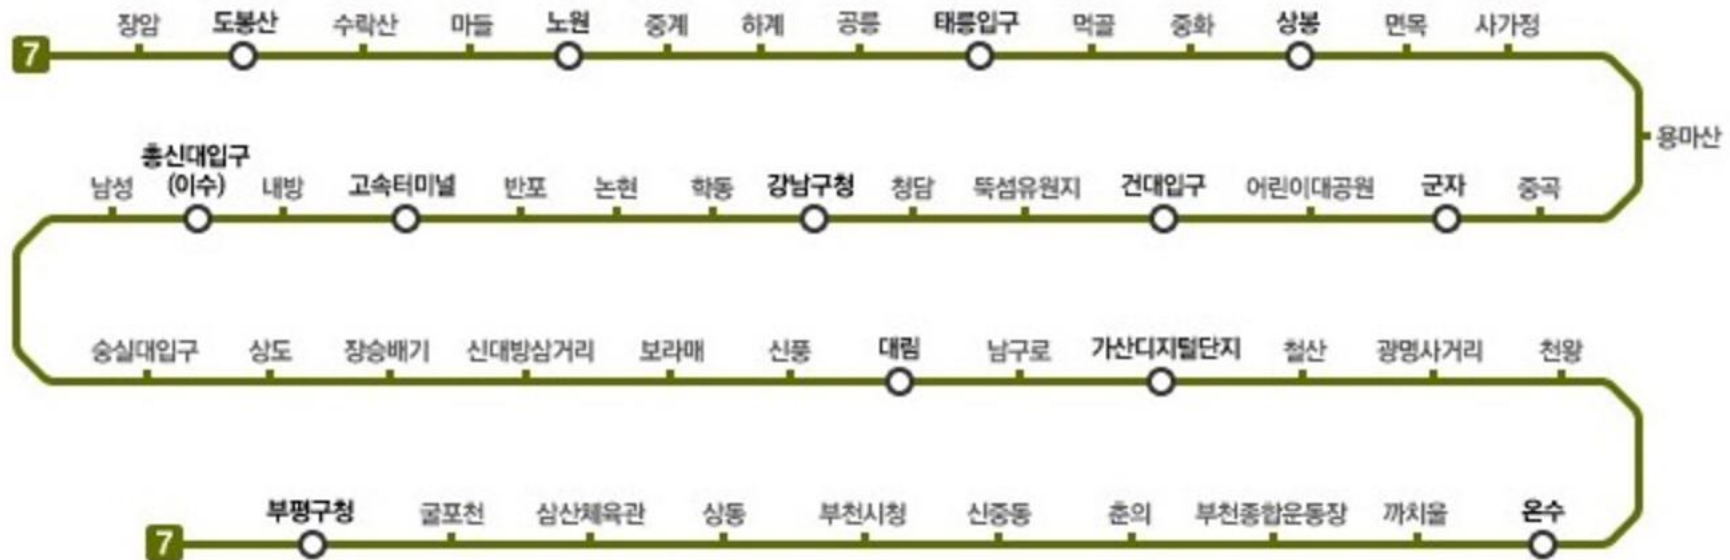 7 장암 도봉산 수락산 마들 노원 중계 하계 공릉 태릉입구 먹골 중화 상봉 면목 사가정
용마산
총신대입구
남성 (이수) 내방 고속터미널 반포 논현 학동 강남구청 청담 뚝섬유원지 건대입구 어린이대공원 군자 중곡
숭실대입구 상도 장승배기 신대방삼거리 보라매 신풍 대림 남구로 가산디지털단지 철산 광명사거리 천왕
7 부평구청 굴포천 삼산체육관 상동 부천시청 신중동 춘의 부천종합운동장 까치울 온수